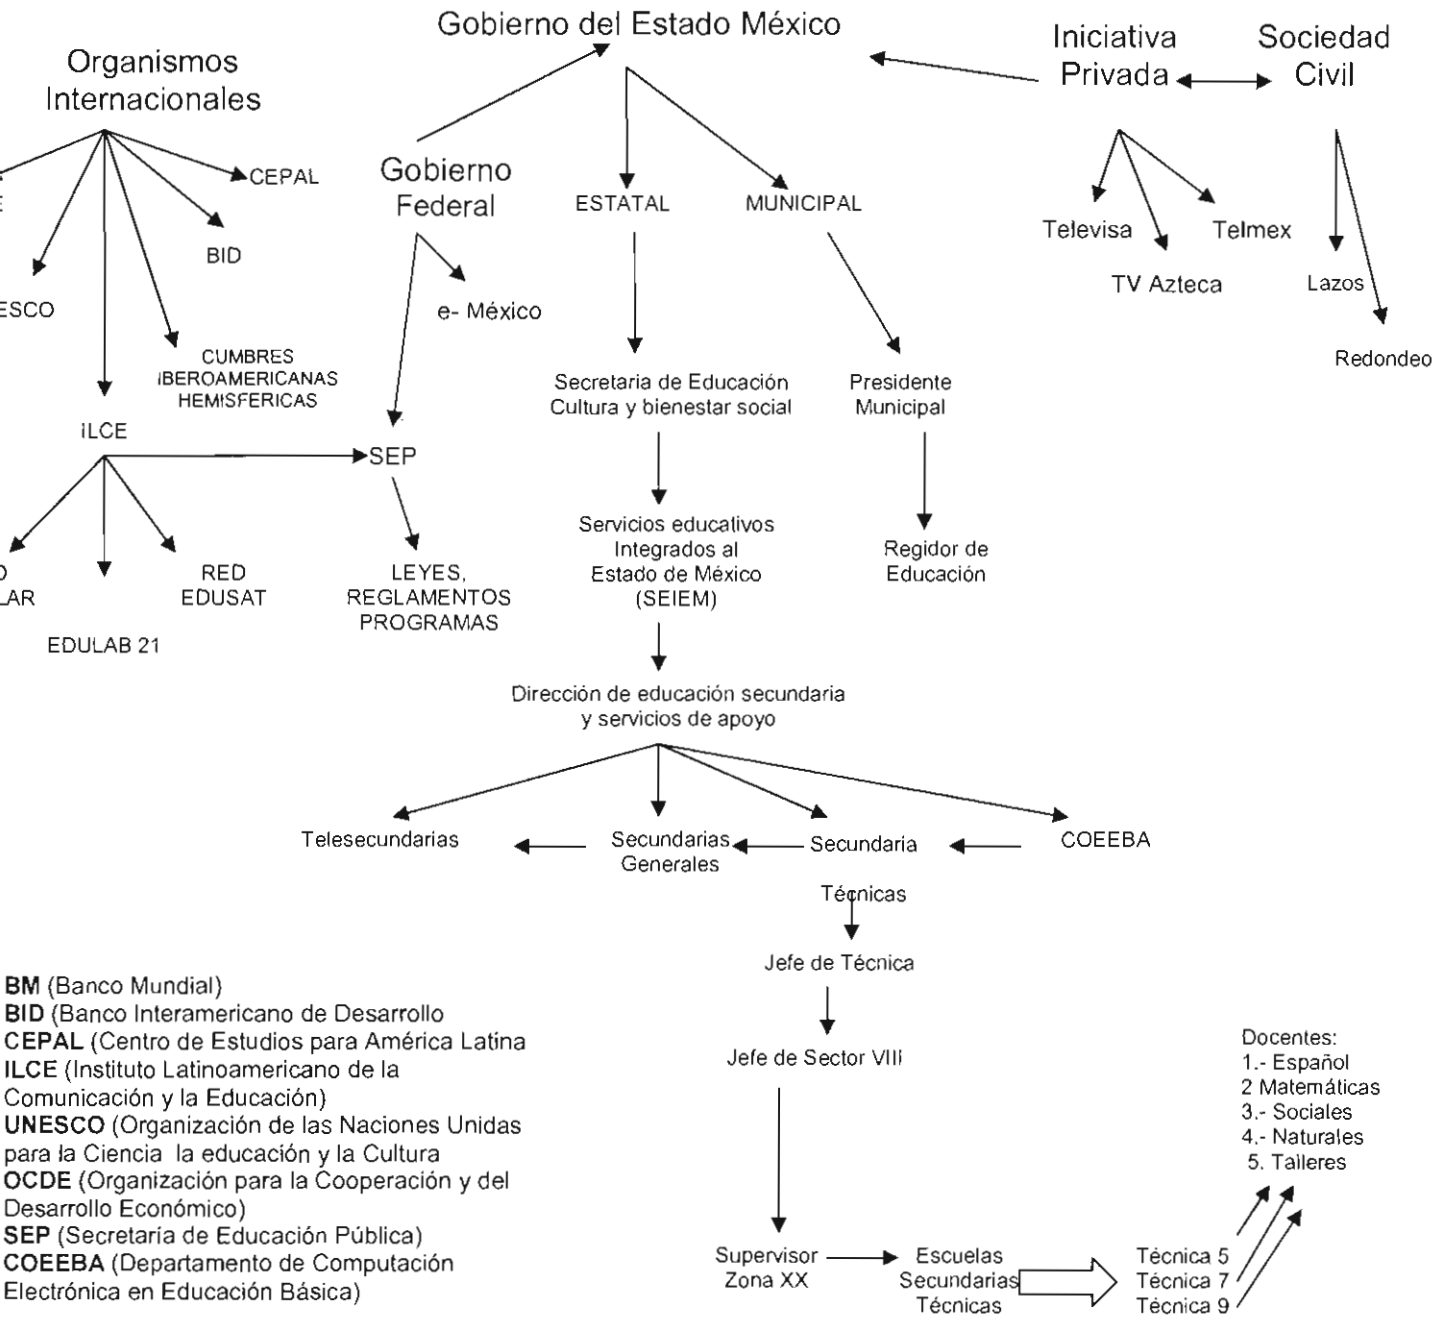 Gobierno del Estado México
Organismos
Internacionales
Iniciativa
Privada
Sociedad
Civil
CEPAL
BID
ESCO
CUMBRES
IBEROAMERICANAS
HEMISFERICAS
ILCE
Gobierno
Federal
e- México
SEP
ESTATAL
MUNICIPAL
Televisa
Telmex
TV Azteca
Lazos
Redondeo
Secretaria de Educación
Cultura y bienestar social
Presidente
Municipal
LAR
RED
EDUSAT
EDULAB 21
LEYES,
REGLAMENTOS
PROGRAMAS
Servicios educativos
Integrados al
Estado de México
(SEIEM)
Regidor de
Educación
Dirección de educación secundaria
y servicios de apoyo
Telesecundarias
Secundarias
Generales
Secundaria
Técnicas
COEEBA
Jefe de Técnica
Jefe de Sector VIII
BM (Banco Mundial)
BID (Banco Interamericano de Desarrollo
CEPAL (Centro de Estudios para América Latina
ILCE (Instituto Latinoamericano de la
Comunicación y la Educación)
UNESCO (Organización de las Naciones Unidas
para la Ciencia la educación y la Cultura
OCDE (Organización para la Cooperación y del
Desarrollo Económico)
SEP (Secretaría de Educación Pública)
COEEBA (Departamento de Computación
Electrónica en Educación Básica)
Docentes:
1.- Español
2 Matemáticas
3.- Sociales
4.- Naturales
5. Talleres
Supervisor
Zona XX
Escuelas
Secundarias
Técnicas
Técnica 5
Técnica 7
Técnica 9